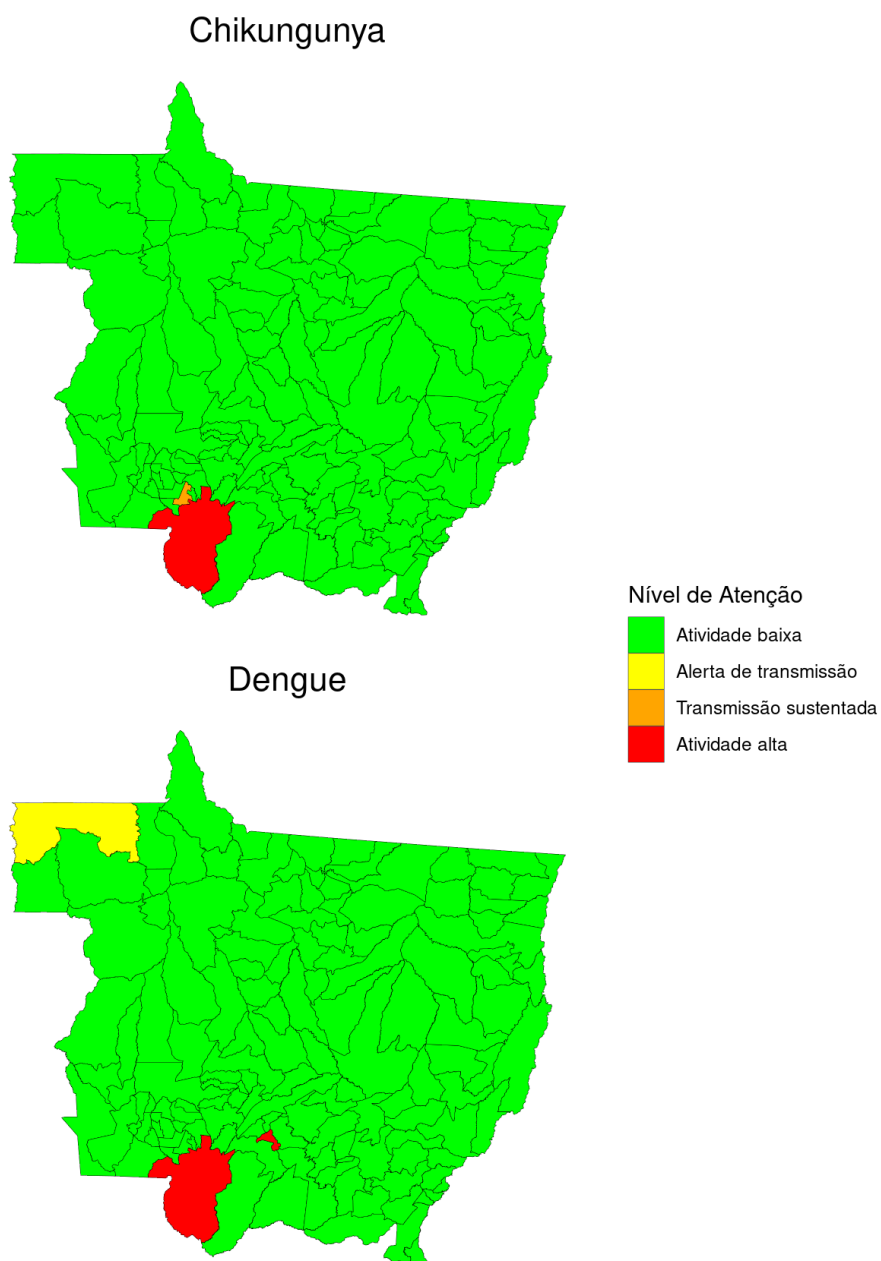 Chikungunya
Nível de Atenção
Atividade baixa
Alerta de transmissão
Transmissão sustentada
Atividade alta
Dengue